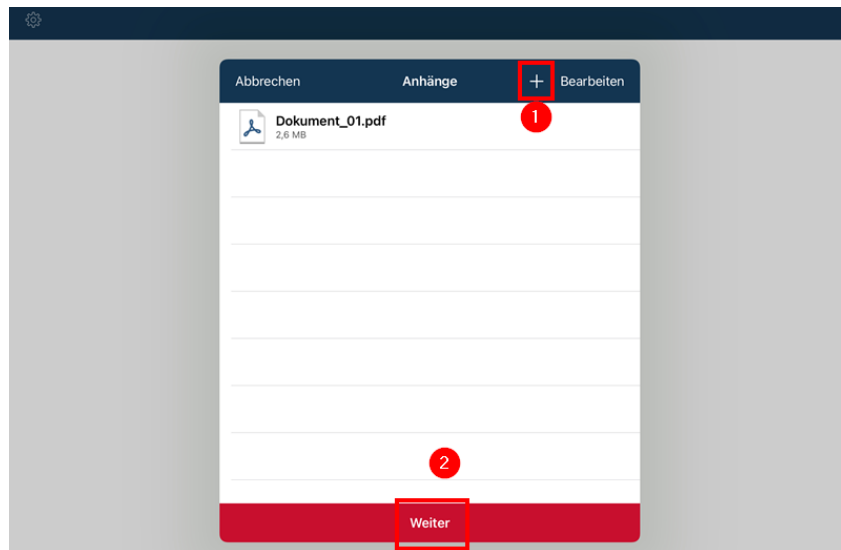 Abbrechen Anhänge + Bearbeiten
1
Dokument_01.pdf
2,6 MB
2
Weiter